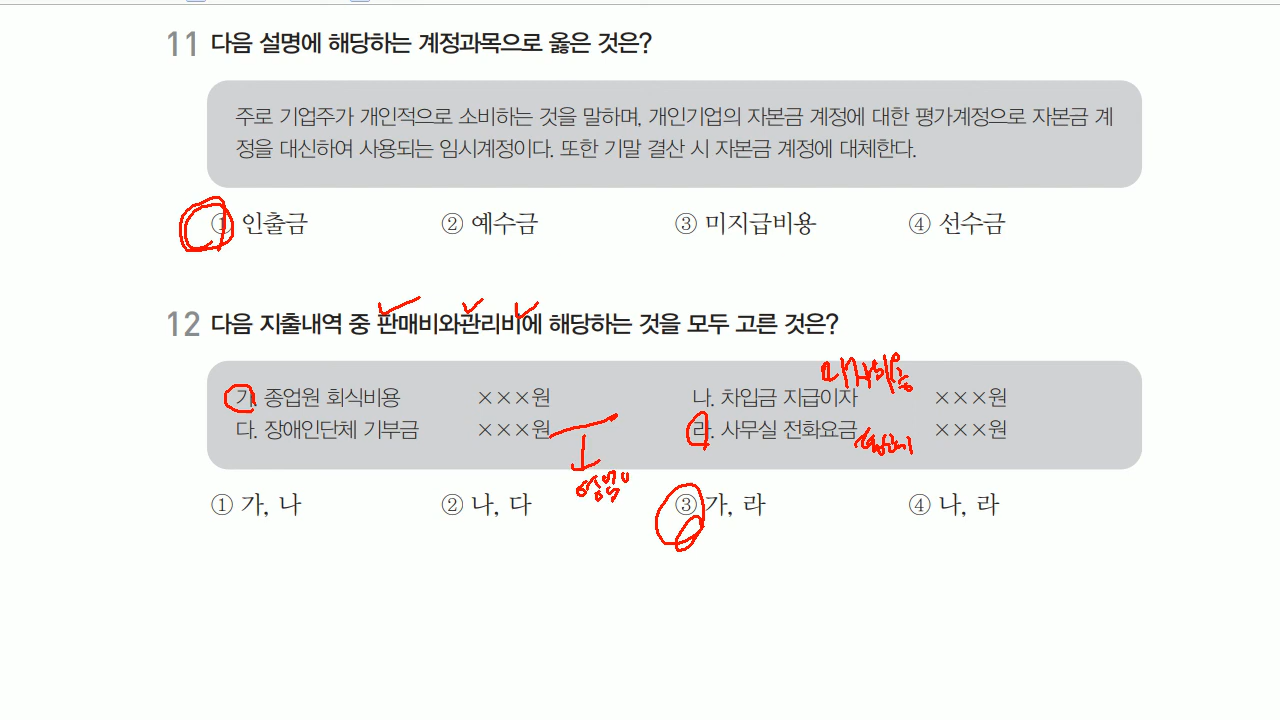 11 다음 설명에 해당하는 계정과목으로 옳은 것은?
주로 기업주가 개인적으로 소비하는 것을 말하며, 개인기업의 자본금 계정에 대한 평가계정으로 자본금 계
정을 대신하여 사용되는 임시계정이다. 또한 기말 결산 시 자본금 계정에 대체한다.
① 인출금 ② 예수금 ③ 미지급비용 ④ 선수금
12 다음 지출내역 중 판매비와관리비에 해당하는 것을 모두 고른 것은?
가. 종업원 회식비용 ×××원 나. 차입금 지급이자 ×××원
다. 장애인단체 기부금 ×××원 라. 사무실 전화요금 ×××원
① 가, 나 ② 나, 다 ③ 가, 라 ④ 나, 라